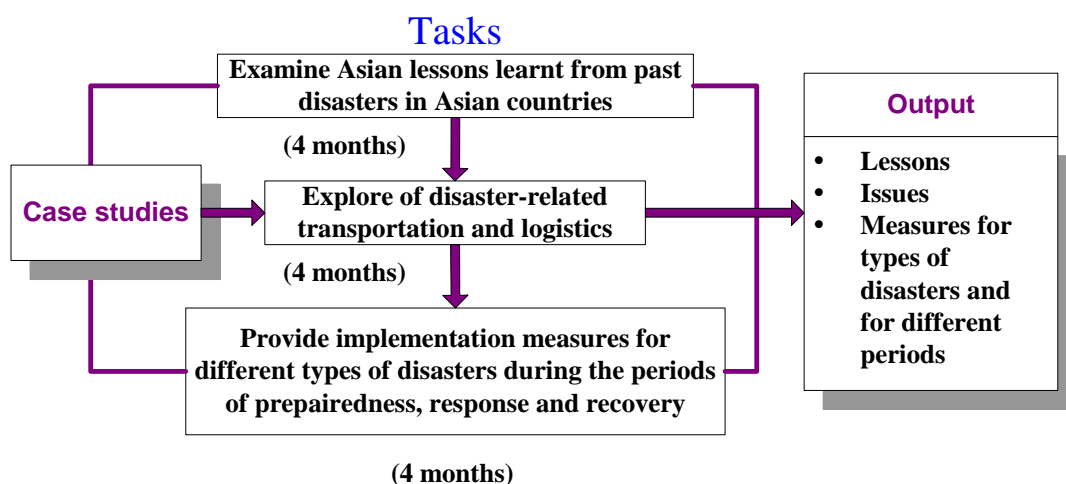 Tasks
Examine Asian lessons learnt from past
disasters in Asian countries
(4 months)
Case studies
Explore of disaster-related
transportation and logistics
(4 months)
Provide implementation measures for
different types of disasters during the periods
of prepairedness, response and recovery
(4 months)
Output
• Lessons
• Issues
• Measures for
types of
disasters and
for different
periods